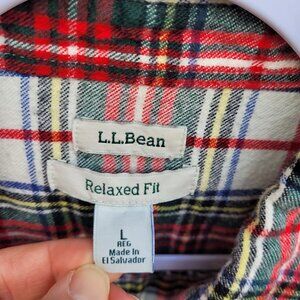 L.L.Bean
Relaxed Fit
L
REG
Made In
El Salvador